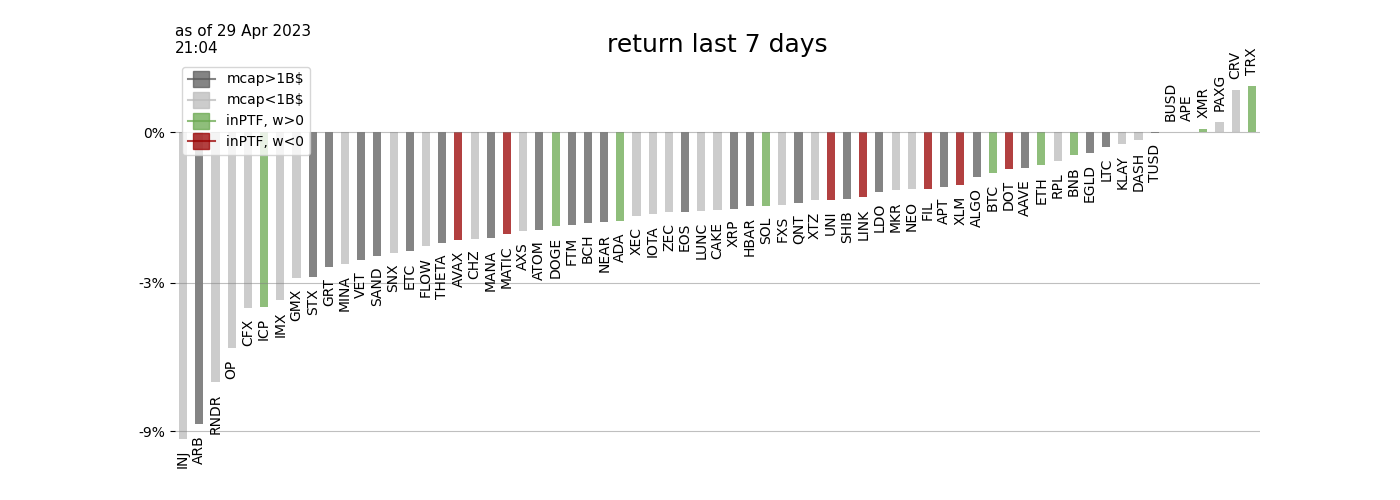 as of 29 Apr 2023
21:04
return last 7 days
mcap>1B$
mcap<1B$
inPTF, w>0
inPTF, w<0
0%
-3%
-9%
INJ
ARB
RNDR
OP
CFX
ICP
IMX
GMX
STX
GRT
MINA
VET
SAND
SNX
ETC
FLOW
THETA
AVAX
CHZ
MANA
MATIC
AXS
ATOM
DOGE
FTM
BCH
NEAR
ADA
XEC
IOTA
ZEC
EOS
LUNC
CAKE
XRP
HBAR
SOL
FXS
QNT
XTZ
UNI
SHIB
LINK
LDO
MKR
NEO
FIL
APT
XLM
ALGO
BTC
DOT
AAVE
ETH
RPL
BNB
EGLD
LTC
KLAY
DASH
TUSD
BUSD
APE
XMR
PAXG
CRV
TRX